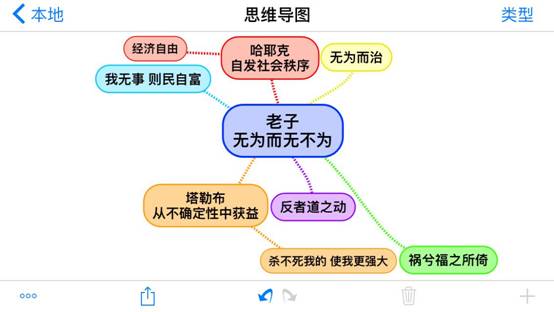 本地
思维导图
类型
经济自由
哈耶克
自发社会秩序
无为而治
我无事 则民自富
老子
无为而无不为
塔勒布
从不确定性中获益
反者道之动
杀不死我的 使我更强大
祸兮福之所倚